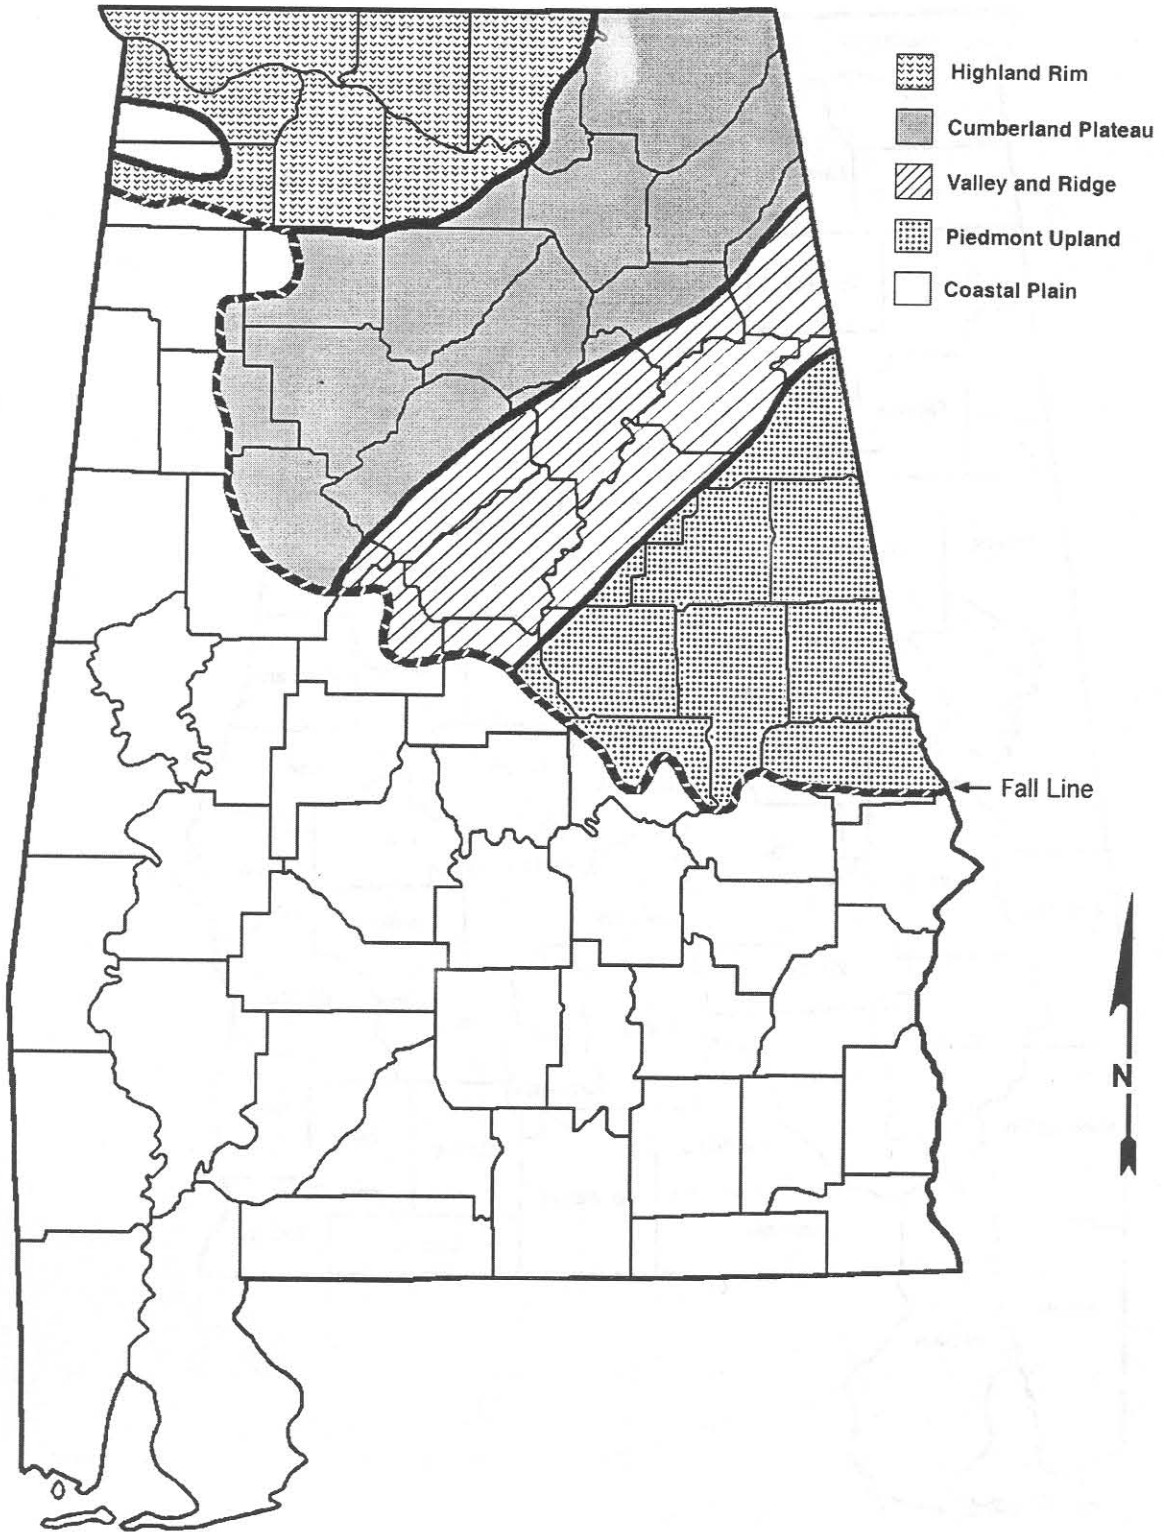 Highland Rim
Cumberland Plateau
Valley and Ridge
Piedmont Upland
Coastal Plain
Fall Line
N